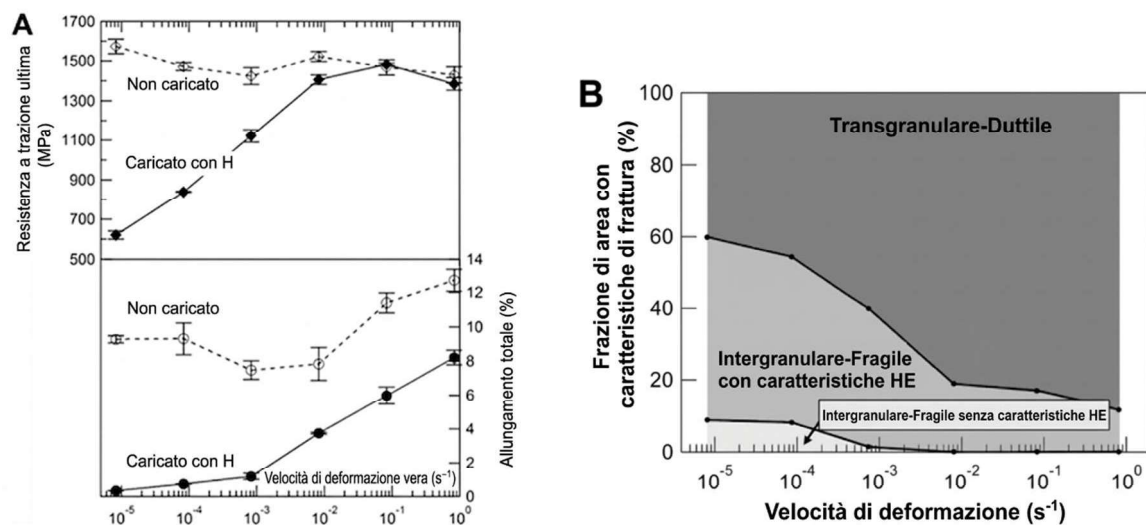 A
Resistenza a trazione ultima
(MPa)
1700
1500
1300
1100
900
700
500
Non caricato
Caricato con H
14
12
10
8
6
4
2
0
Allungamento totale (%)
Non caricato
Caricato con H
Velocità di deformazione vera (s⁻¹)
10⁻⁵ 10⁻⁴ 10⁻³ 10⁻² 10⁻¹ 10⁰
B
Frazione di area con
caratteristiche di frattura (%)
100
80
60
40
20
0
Transgranulare-Duttile
Intergranulare-Fragile
con caratteristiche HE
Intergranulare-Fragile senza caratteristiche HE
10⁻⁵ 10⁻⁴ 10⁻³ 10⁻² 10⁻¹ 10⁰
Velocità di deformazione (s⁻¹)